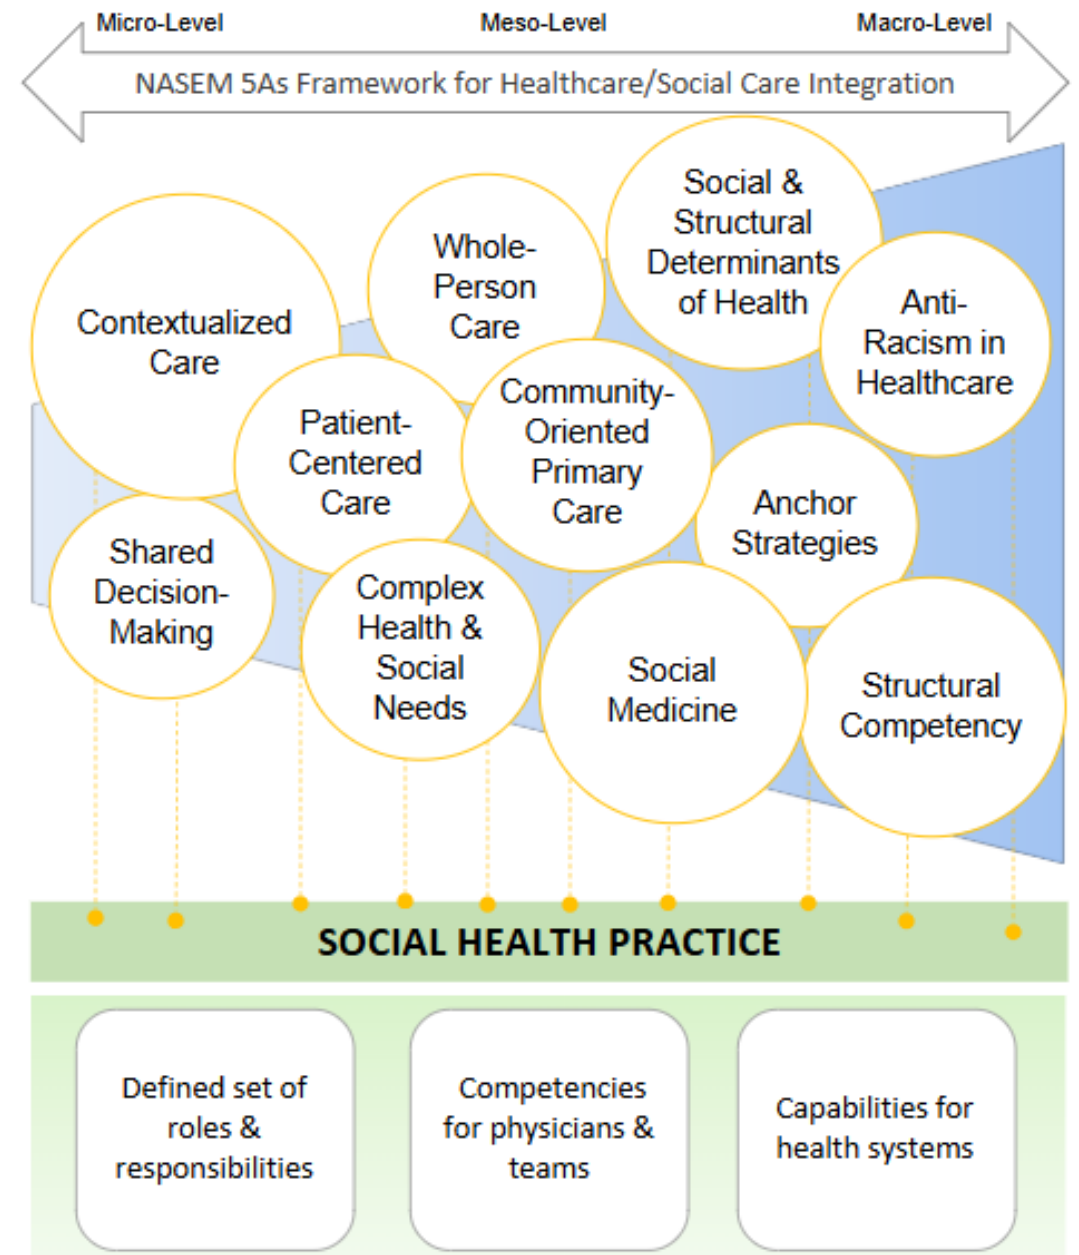 Micro-Level
Meso-Level
Macro-Level
NASEM 5As Framework for Healthcare/Social Care Integration
Contextualized
Care
Whole-
Person
Care
Social &
Structural
Determinants
of Health
Anti-
Racism in
Healthcare
Patient-
Centered
Care
Community-
Oriented
Primary
Care
Anchor
Strategies
Shared
Decision-
Making
Complex
Health &
Social
Needs
Social
Medicine
Structural
Competency
SOCIAL HEALTH PRACTICE
Defined set of
roles &
responsibilities
Competencies
for physicians &
teams
Capabilities for
health systems